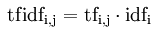 tfidf_{i,j} = tf_{i,j} · idf_i